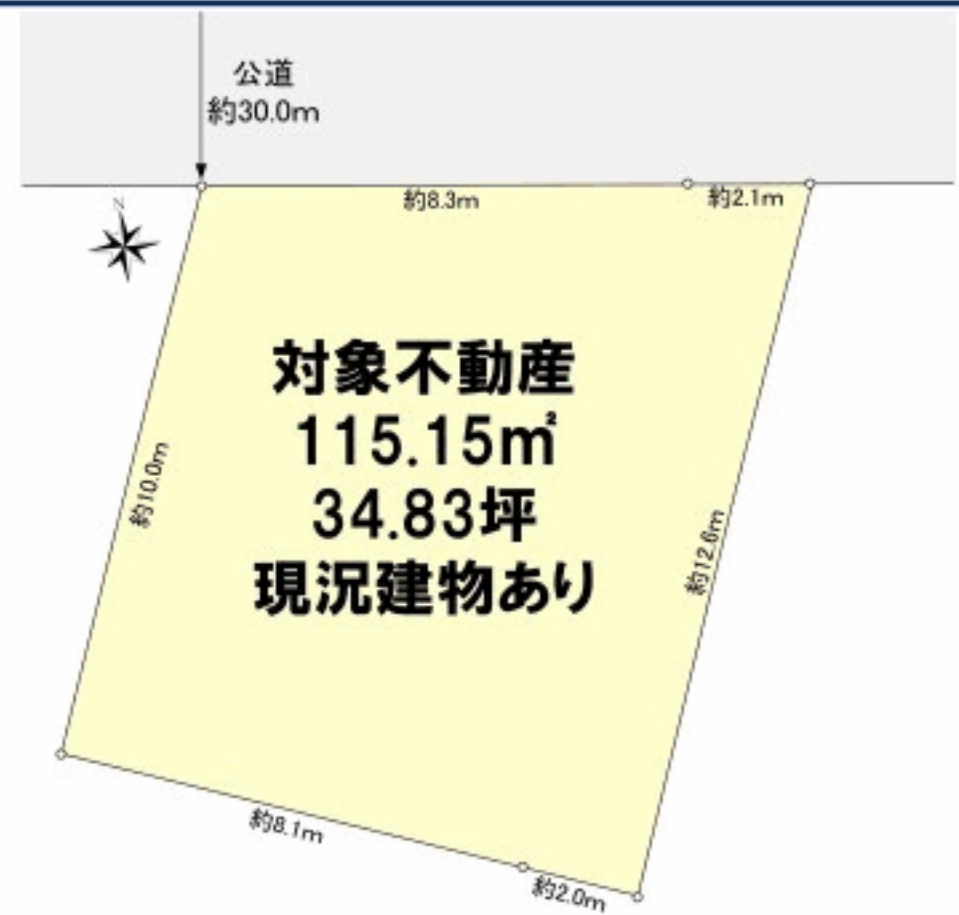 公道
約30.0m
約8.3m
約2.1m
N
対象不動産
115.15㎡
34.83坪
現況建物あり
約10.0m
約12.6m
約8.1m
約2.0m